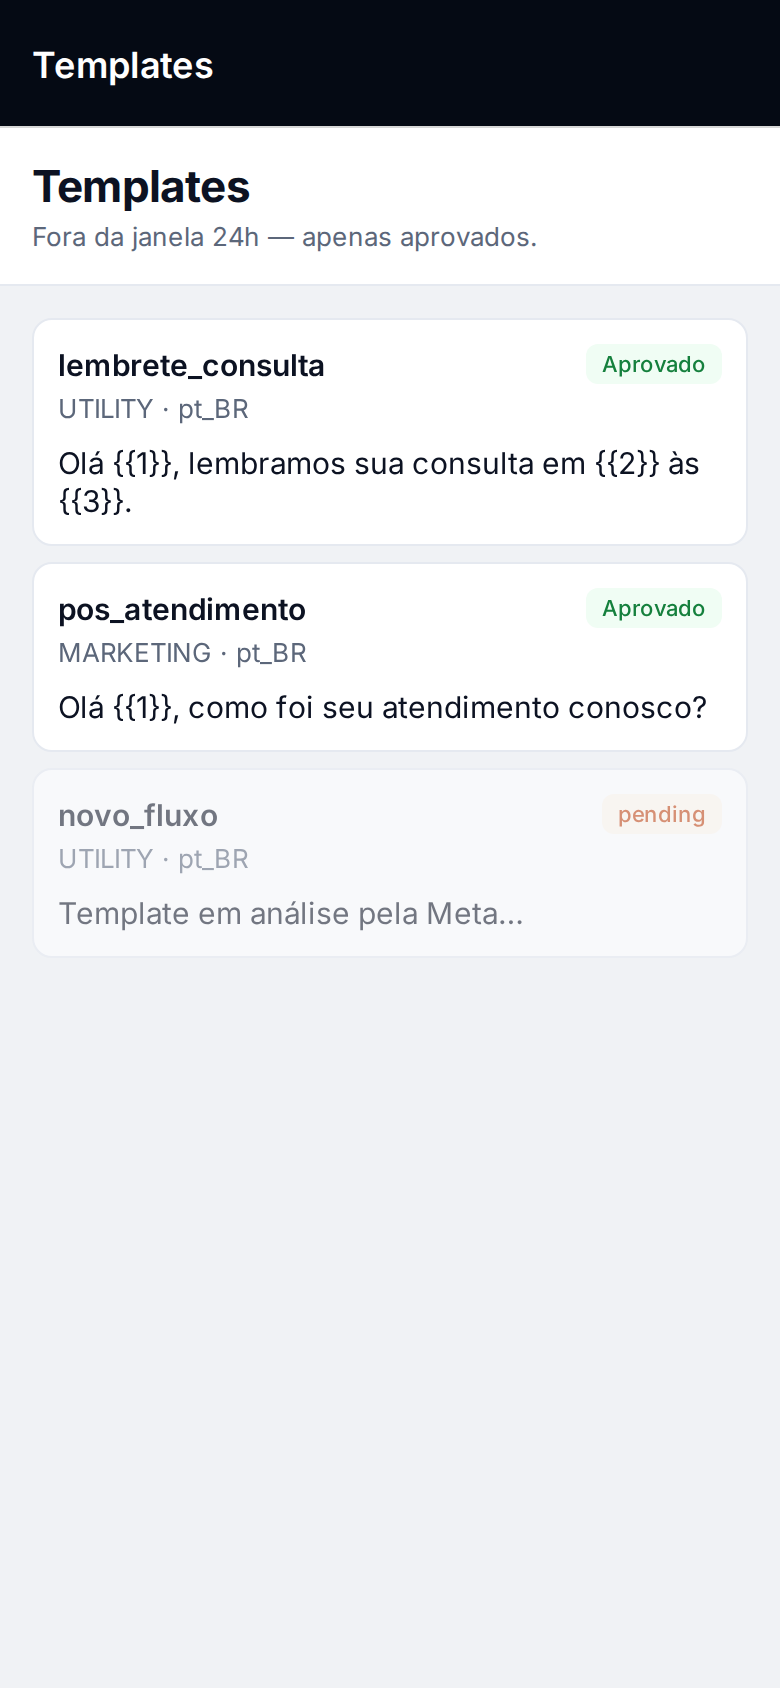 Templates
Templates
Fora da janela 24h — apenas aprovados.
lembrete_consulta
Aprovado
UTILITY · pt_BR
Olá {{1}}, lembramos sua consulta em {{2}} às
{{3}}.
pos_atendimento
Aprovado
MARKETING · pt_BR
Olá {{1}}, como foi seu atendimento conosco?
novo_fluxo
pending
UTILITY · pt_BR
Template em análise pela Meta...